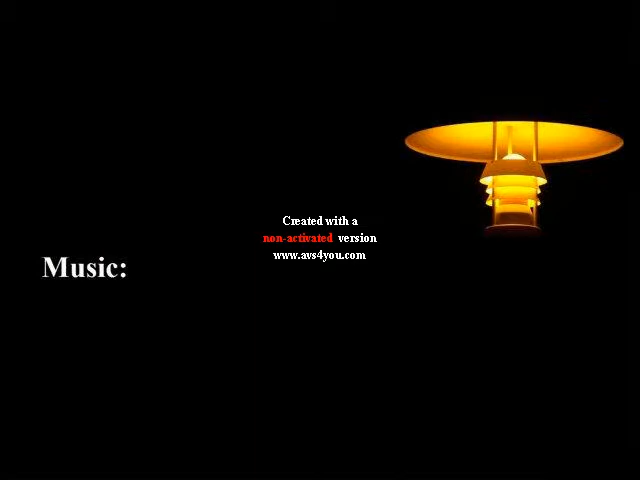 Created with a
non-activated version
www.avs4you.com
Music: